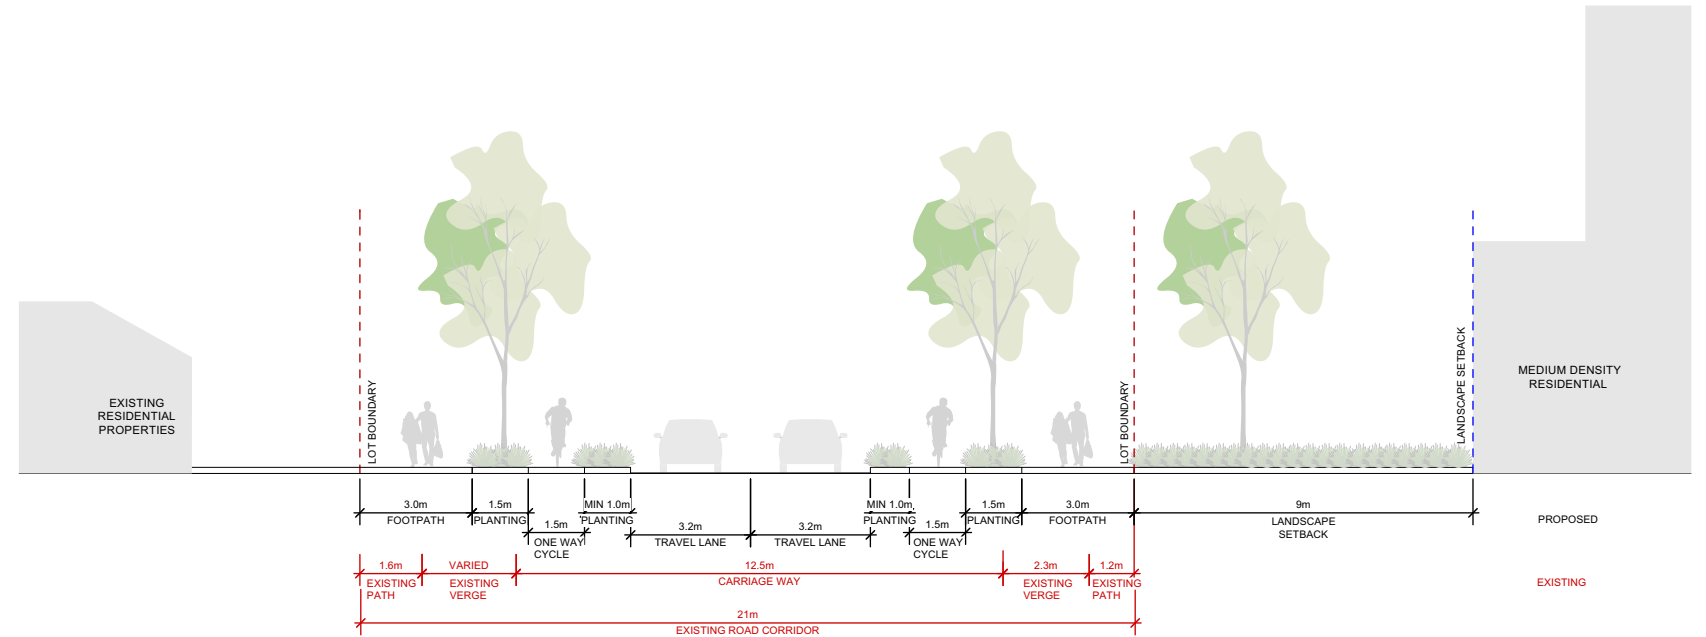 EXISTING
RESIDENTIAL
PROPERTIES
LOT BOUNDARY
LOT BOUNDARY
LANDSCAPE SETBACK
MEDIUM DENSITY
RESIDENTIAL
3.0m
FOOTPATH
1.5m
PLANTING
1.5m
ONE WAY
CYCLE
MIN 1.0m
PLANTING
3.2m
TRAVEL LANE
3.2m
TRAVEL LANE
MIN 1.0m
PLANTING
1.5m
ONE WAY
CYCLE
1.5m
PLANTING
3.0m
FOOTPATH
9m
LANDSCAPE
SETBACK
PROPOSED
1.6m
EXISTING
PATH
VARIED
EXISTING
VERGE
12.5m
CARRIAGE WAY
2.3m
EXISTING
VERGE
1.2m
EXISTING
PATH
EXISTING
21m
EXISTING ROAD CORRIDOR